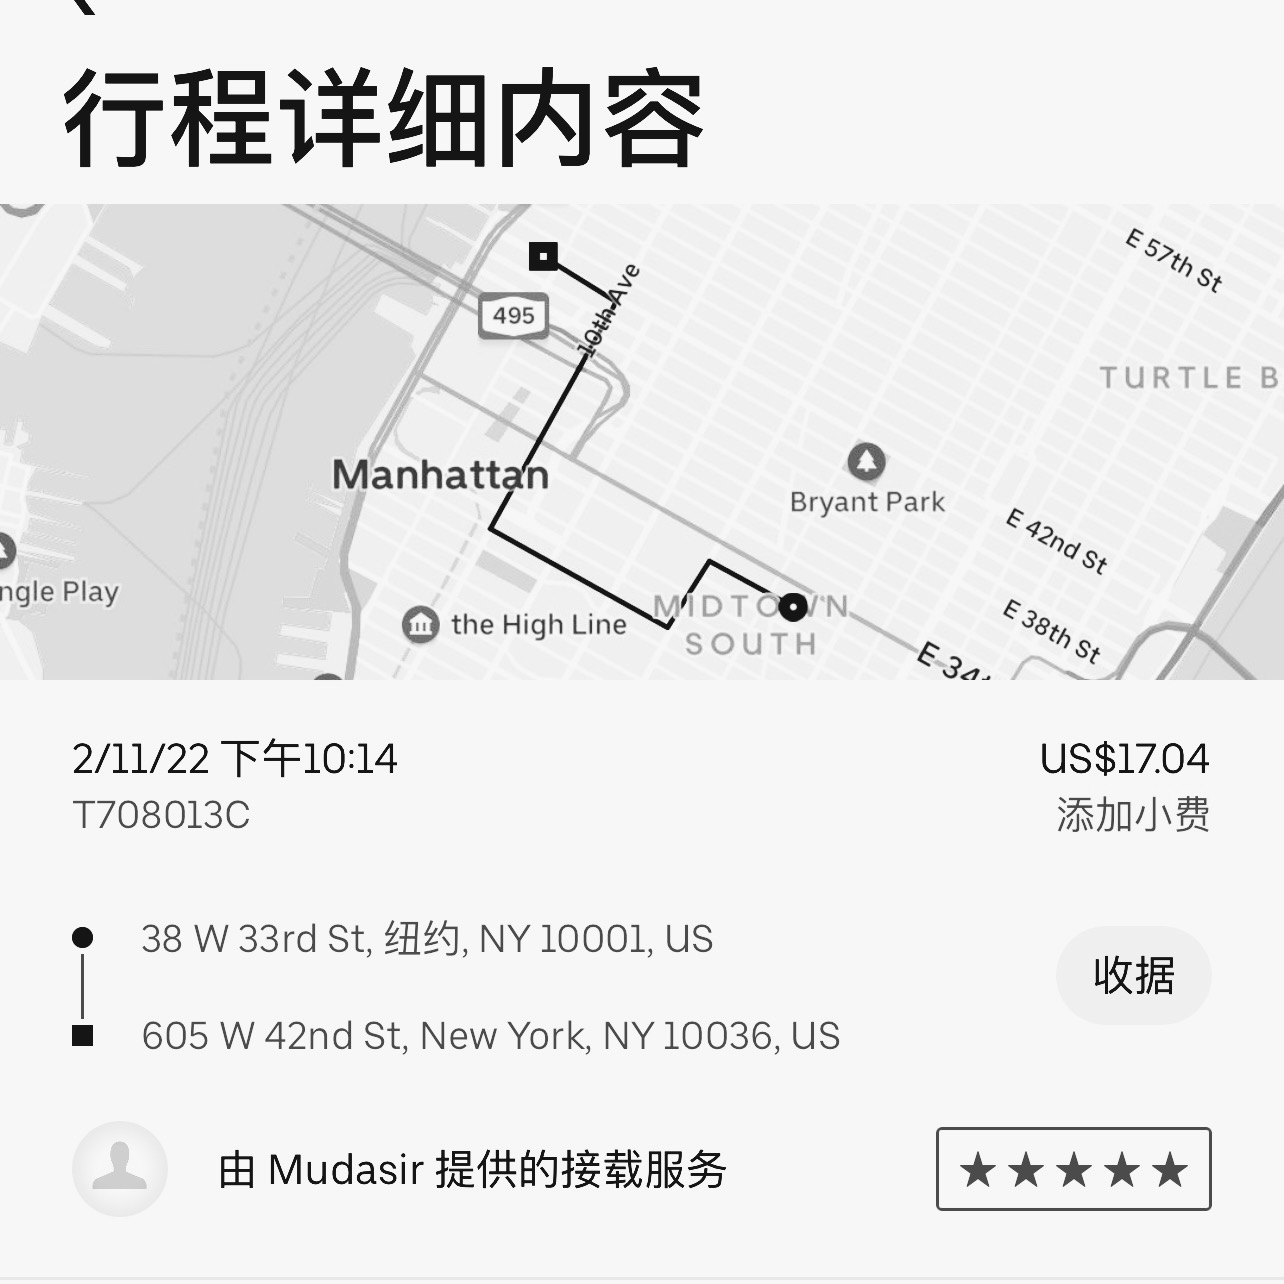 行程详细内容
E 57th St
10th Ave
495
TURTLE B
Manhattan
Bryant Park
E 42nd St
ngle Play
the High Line
MIDTOWN
SOUTH
E 38th St
E 34t
2/11/22 下午10:14
US$17.04
T708013C
添加小费
38 W 33rd St, 纽约, NY 10001, US
收据
605 W 42nd St, New York, NY 10036, US
由 Mudasir 提供的接载服务